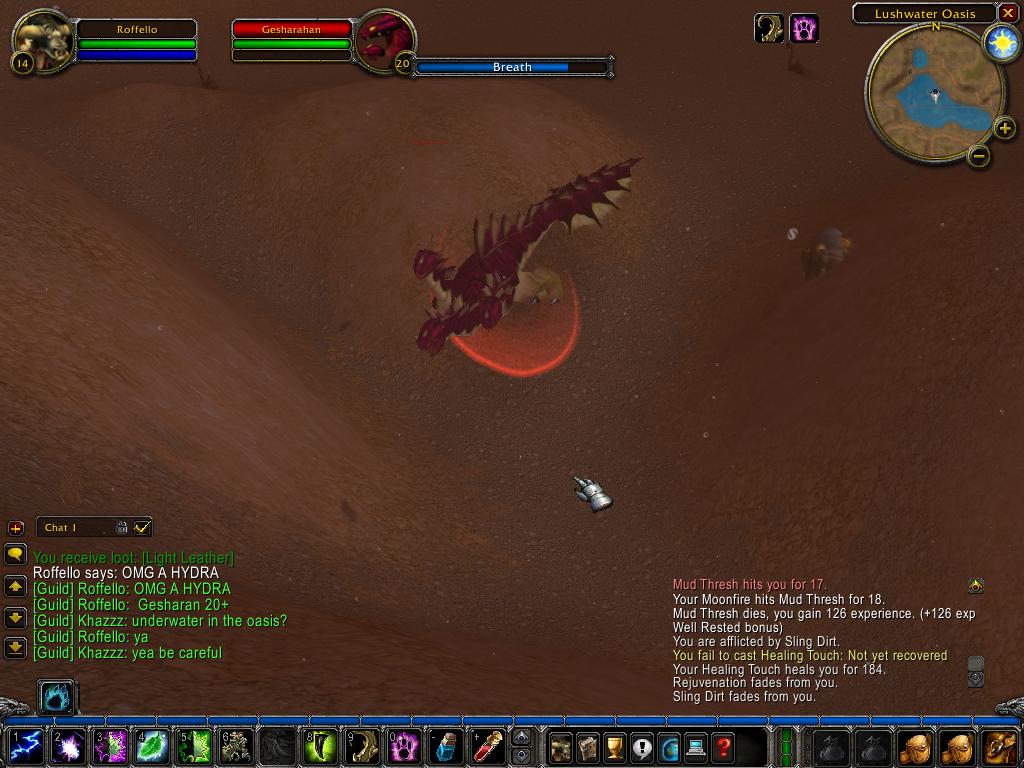 Roffello
14
Gesharahan
20
Breath
Lushwater Oasis
N
Chat 1
You receive loot: [Light Leather]
Roffello says: OMG A HYDRA
[Guild] Roffello: OMG A HYDRA
[Guild] Roffello: Gesharan 20+
[Guild] Khazzz: underwater in the oasis?
[Guild] Roffello: ya
[Guild] Khazzz: yea be careful
Mud Thresh hits you for 17.
Your Moonfire hits Mud Thresh for 18.
Mud Thresh dies, you gain 126 experience. (+126 exp
Well Rested bonus)
You are afflicted by Sling Dirt.
You fail to cast Healing Touch: Not yet recovered
Your Healing Touch heals you for 184.
Rejuvenation fades from you.
Sling Dirt fades from you.
1 2 3 4 5 6 8 9 0 - +